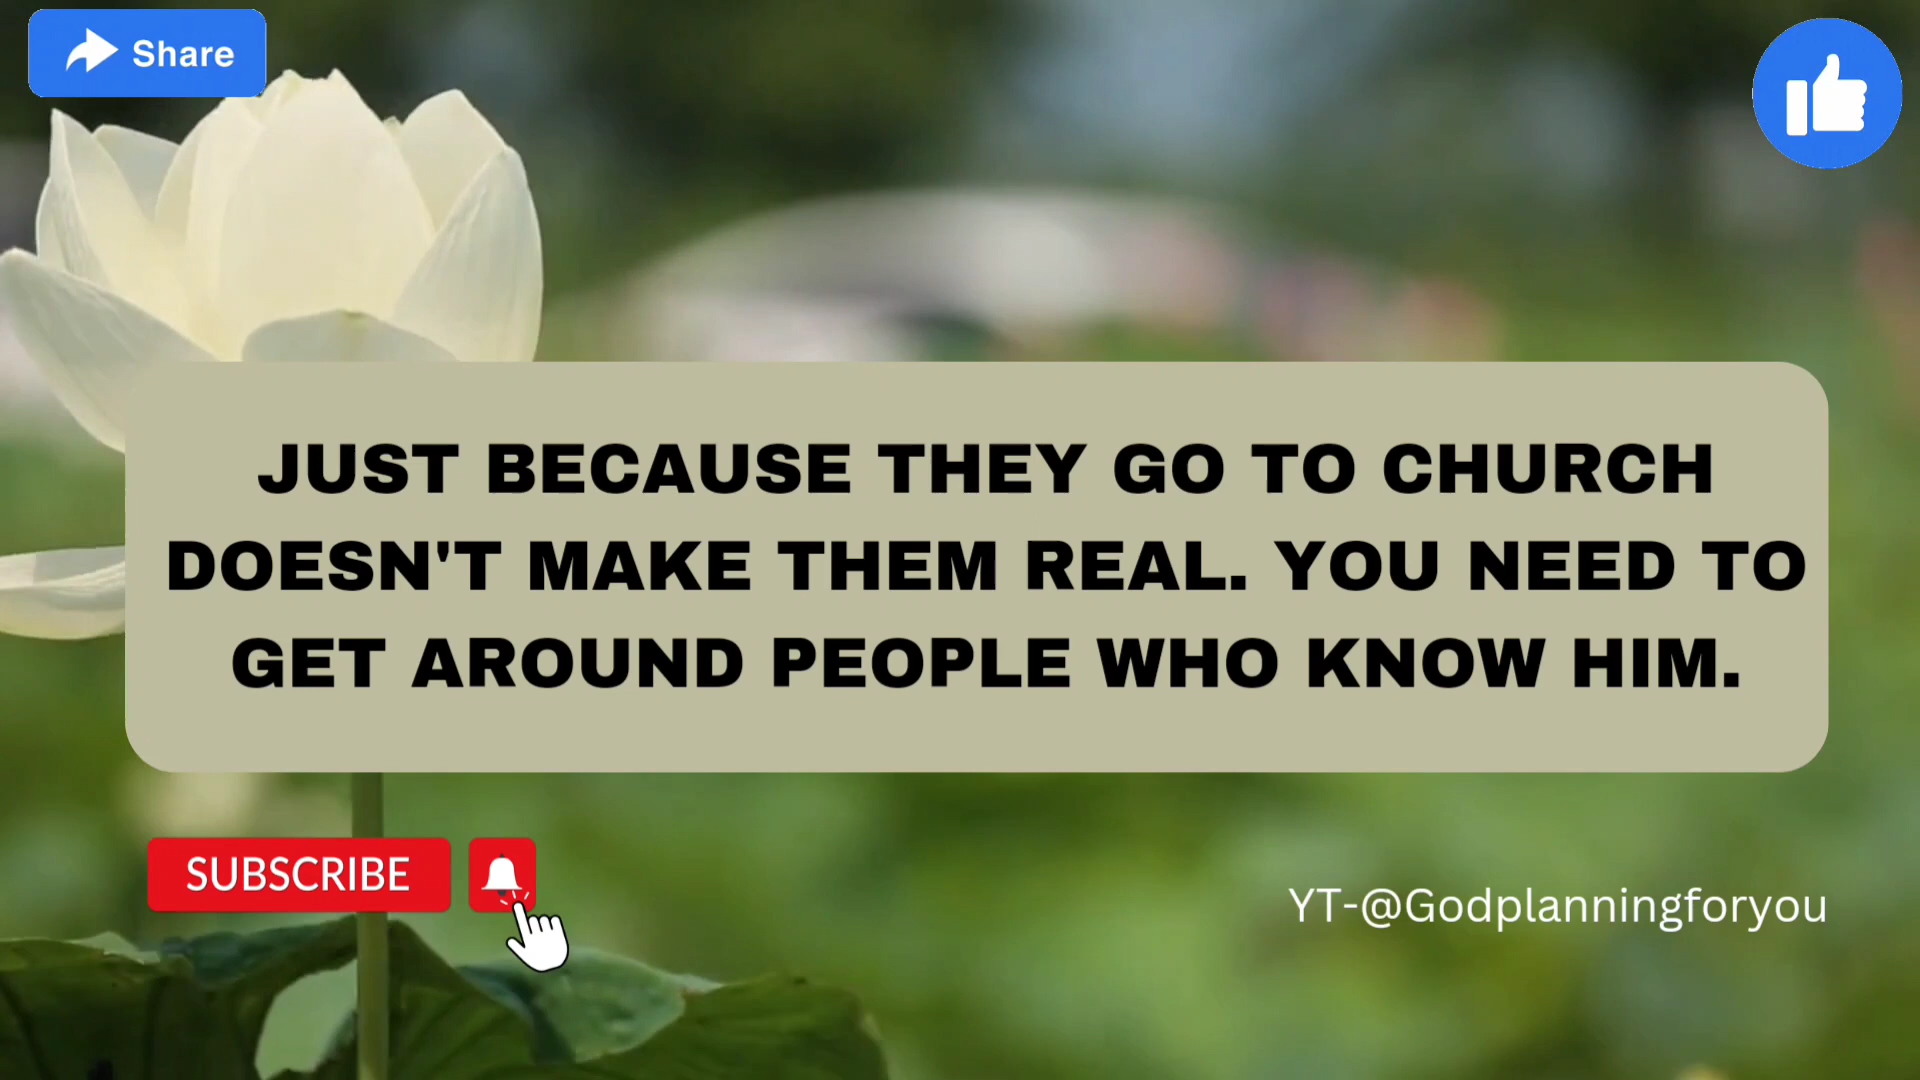 Share
JUST BECAUSE THEY GO TO CHURCH
DOESN'T MAKE THEM REAL. YOU NEED TO
GET AROUND PEOPLE WHO KNOW HIM.
SUBSCRIBE
YT-@Godplanningforyou